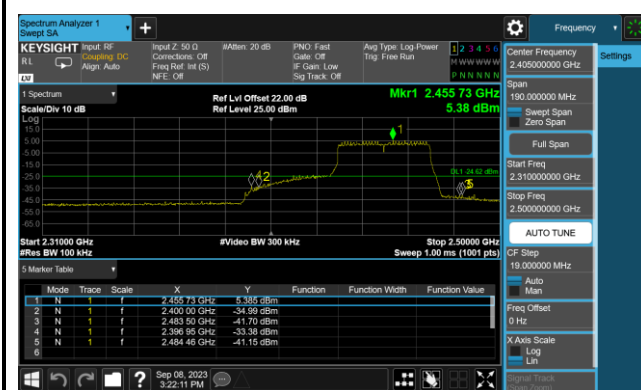 Spectrum Analyzer 1
Swept SA
+
Frequency
KEYSIGHT Input: RF
RL
Coupling: DC
Align: Auto
LXI
Input Z: 50 Ω
Corrections: Off
Freq Ref: Int (S)
NFE: Off
#Atten: 20 dB
PNO: Fast
Gate: Off
IF Gain: Low
Sig Track: Off
Avg Type: Log-Power
Trig: Free Run
1 2 3 4 5 6
M W W W W W
P N N N N N
1 Spectrum
Scale/Div 10 dB
Ref Lvl Offset 22.00 dB
Ref Level 25.00 dBm
Mkr1 2.455 73 GHz
5.38 dBm
Log
15.0
5.00
-5.00
-15.0
-25.0
-35.0
-45.0
-55.0
-65.0
1
2
DL1 -24.62 dBm
Start 2.31000 GHz
#Res BW 100 kHz
#Video BW 300 kHz
Stop 2.50000 GHz
Sweep 1.00 ms (1001 pts)
5 Marker Table
Mode Trace Scale X Y Function Function Width Function Value
1 N 1 f 2.455 73 GHz 5.385 dBm
2 N 1 f 2.400 00 GHz -34.99 dBm
3 N 1 f 2.483 50 GHz -41.70 dBm
4 N 1 f 2.396 95 GHz -33.38 dBm
5 N 1 f 2.484 46 GHz -41.15 dBm
6
?
Sep 08, 2023
3:22:11 PM
Settings
Center Frequency
2.405000000 GHz
Span
190.000000 MHz
Swept Span
Zero Span
Full Span
Start Freq
2.310000000 GHz
Stop Freq
2.500000000 GHz
AUTO TUNE
CF Step
19.000000 MHz
Auto
Man
Freq Offset
0 Hz
X Axis Scale
Log
Lin
Signal Track
(Span Zoom)